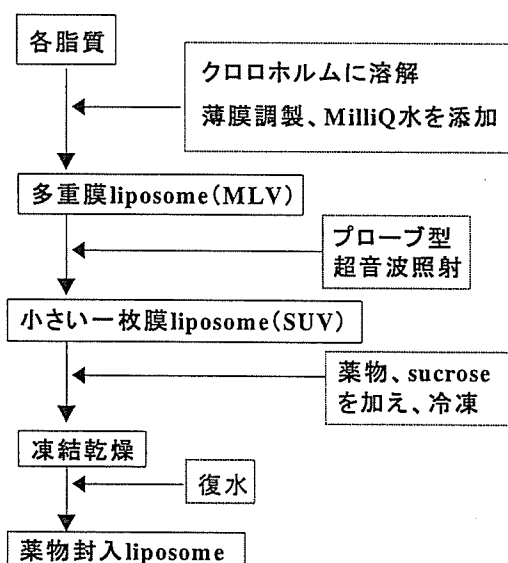 各脂質
クロロホルムに溶解
薄膜調製、MilliQ水を添加
多重膜liposome(MLV)
プローブ型
超音波照射
小さい一枚膜liposome(SUV)
薬物、sucrose
を加え、冷凍
凍結乾燥
復水
薬物封入liposome